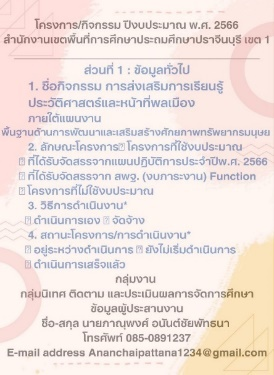 โครงการ/กิจกรรม ปีงบประมาณ พ.ศ. 2566
สำนักงานเขตพื้นที่การศึกษาประถมศึกษาปราจีนบุรี เขต 1
ส่วนที่ 1 : ข้อมูลทั่วไป
1. ชื่อกิจกรรม การส่งเสริมการเรียนรู้
ประวัติศาสตร์และหน้าที่พลเมือง
ภายใต้แผนงาน
พื้นฐานด้านการพัฒนาและเสริมสร้างศักยภาพทรัพยากรมนุษย์
2. ลักษณะโครงการ โครงการที่ใช้งบประมาณ
ที่ได้รับจัดสรรจากแผนปฏิบัติการประจำปีพ.ศ. 2566
ที่ได้รับจัดสรรจาก สพฐ. (งบภาระงาน) Function
โครงการที่ไม่ใช้งบประมาณ
3. วิธีการดำเนินงาน*
ดำเนินการเอง จัดจ้าง
4. สถานะโครงการ/การดำเนินงาน*
อยู่ระหว่างดำเนินการ ยังไม่เริ่มดำเนินการ
ดำเนินการเสร็จแล้ว
กลุ่มงาน
กลุ่มนิเทศ ติดตาม และประเมินผลการจัดการศึกษา
ข้อมูลผู้ประสานงาน
ชื่อ-สกุล นายภาณุพงศ์ อนันต์ชัยพัทธนา
โทรศัพท์ 085-0891237
E-mail address Ananchaipattana1234@gmail.com